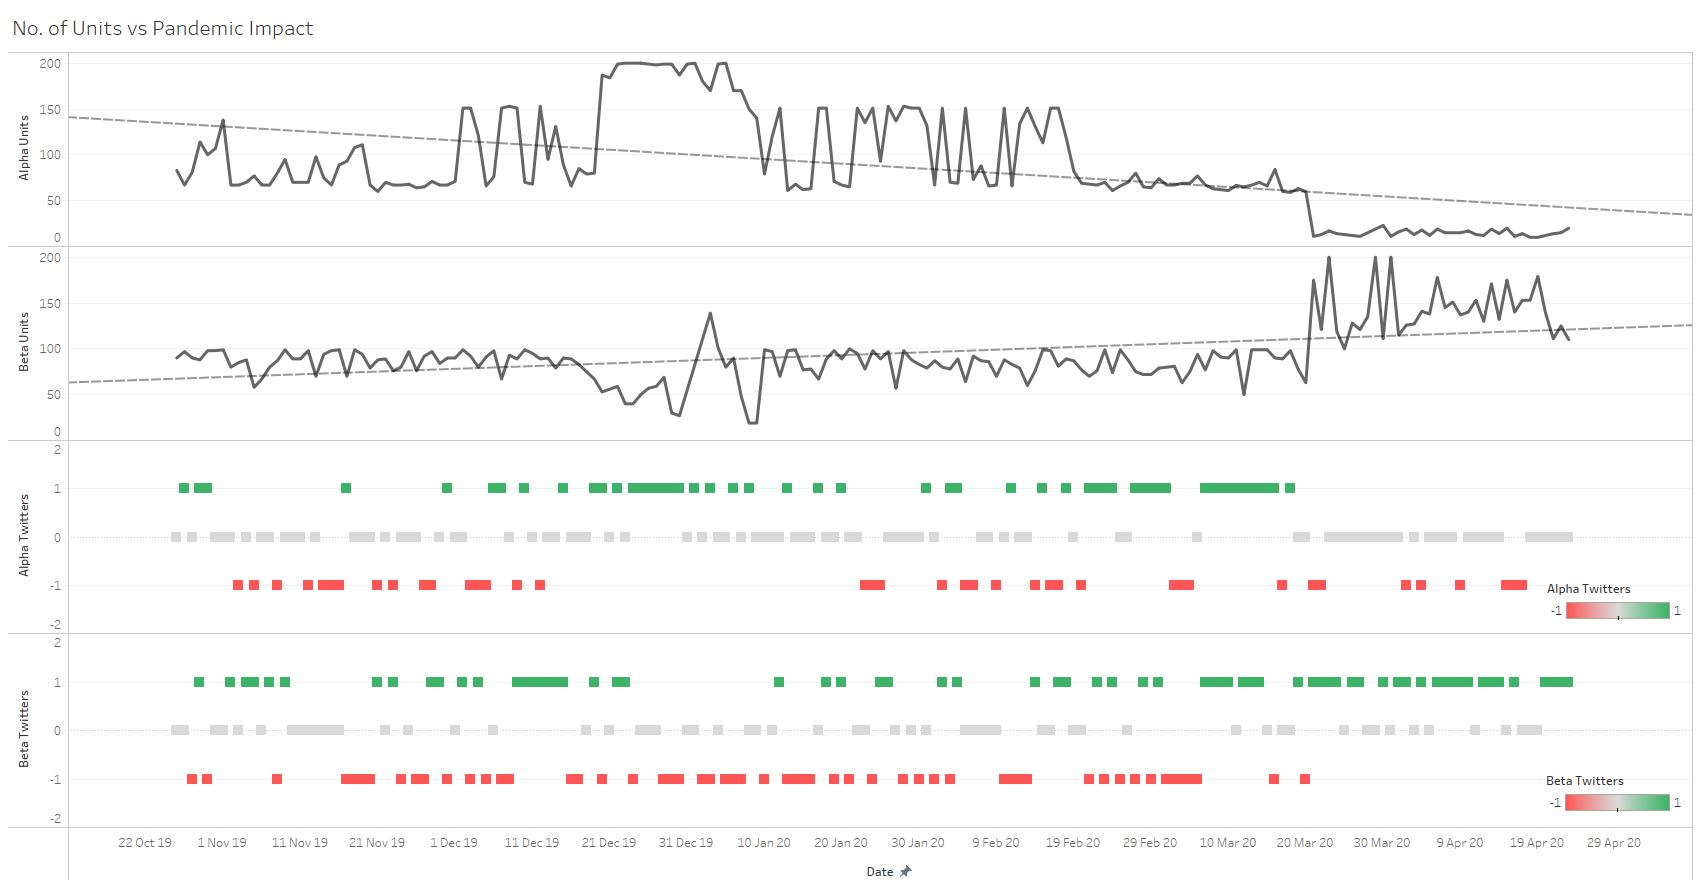 No. of Units vs Pandemic Impact
200
150
100
50
0
Alpha Units
200
150
100
50
0
Beta Units
2
1
0
-1
-2
Alpha Twitters
Alpha Twitters
-1 1
2
1
0
-1
-2
Beta Twitters
Beta Twitters
-1 1
22 Oct 19 1 Nov 19 11 Nov 19 21 Nov 19 1 Dec 19 11 Dec 19 21 Dec 19 31 Dec 19 10 Jan 20 20 Jan 20 30 Jan 20 9 Feb 20 19 Feb 20 29 Feb 20 10 Mar 20 20 Mar 20 30 Mar 20 9 Apr 20 19 Apr 20 29 Apr 20
Date